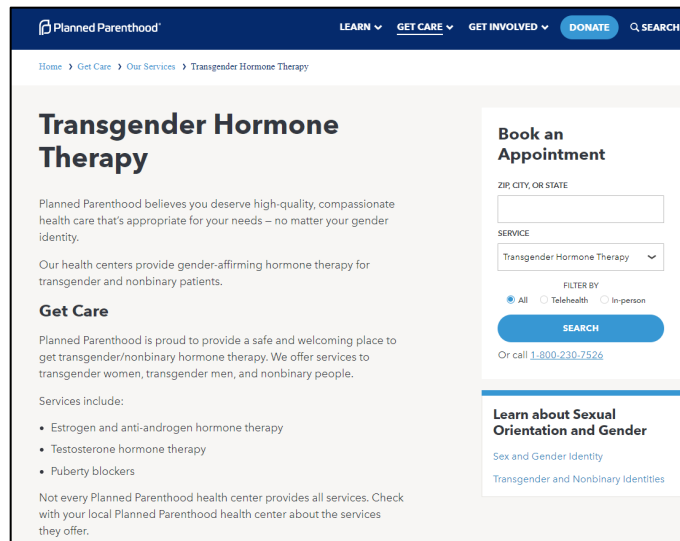 Planned Parenthood®
LEARN GET CARE GET INVOLVED DONATE SEARCH
Home > Get Care > Our Services > Transgender Hormone Therapy
Transgender Hormone
Therapy
Planned Parenthood believes you deserve high-quality, compassionate
health care that's appropriate for your needs — no matter your gender
identity.
Our health centers provide gender-affirming hormone therapy for
transgender and nonbinary patients.
Get Care
Planned Parenthood is proud to provide a safe and welcoming place to
get transgender/nonbinary hormone therapy. We offer services to
transgender women, transgender men, and nonbinary people.
Services include:
• Estrogen and anti-androgen hormone therapy
• Testosterone hormone therapy
• Puberty blockers
Not every Planned Parenthood health center provides all services. Check
with your local Planned Parenthood health center about the services
they offer.
Book an
Appointment
ZIP, CITY, OR STATE
SERVICE
Transgender Hormone Therapy
FILTER BY
All Telehealth In-person
SEARCH
Or call 1-800-230-7526
Learn about Sexual
Orientation and Gender
Sex and Gender Identity
Transgender and Nonbinary Identities